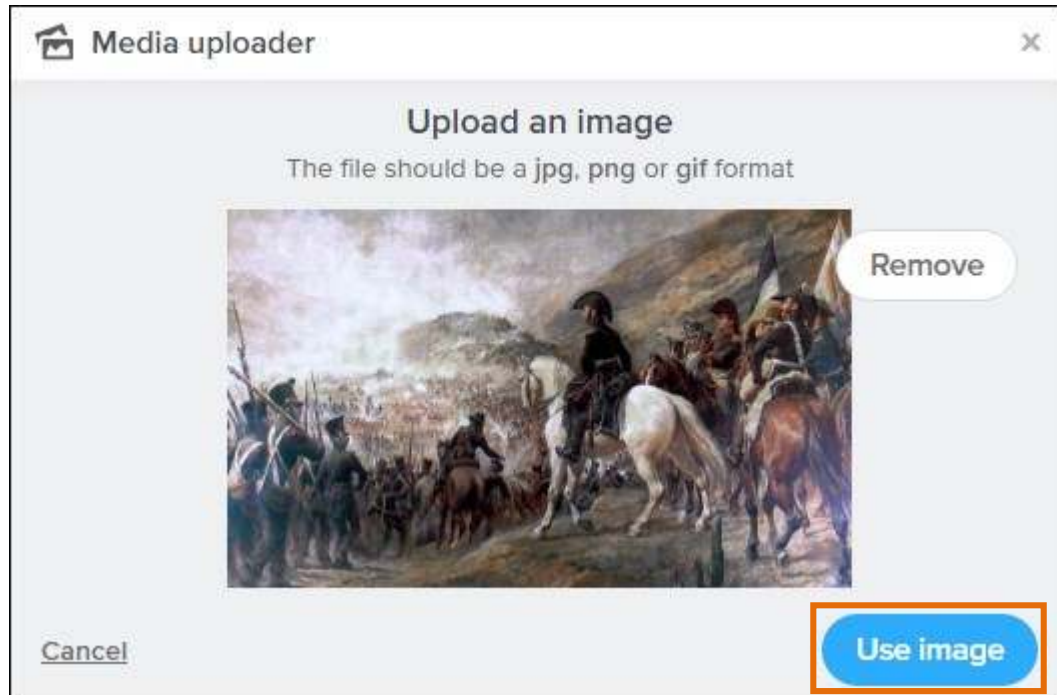 Media uploader
Upload an image
The file should be a jpg, png or gif format
Remove
Cancel
Use image